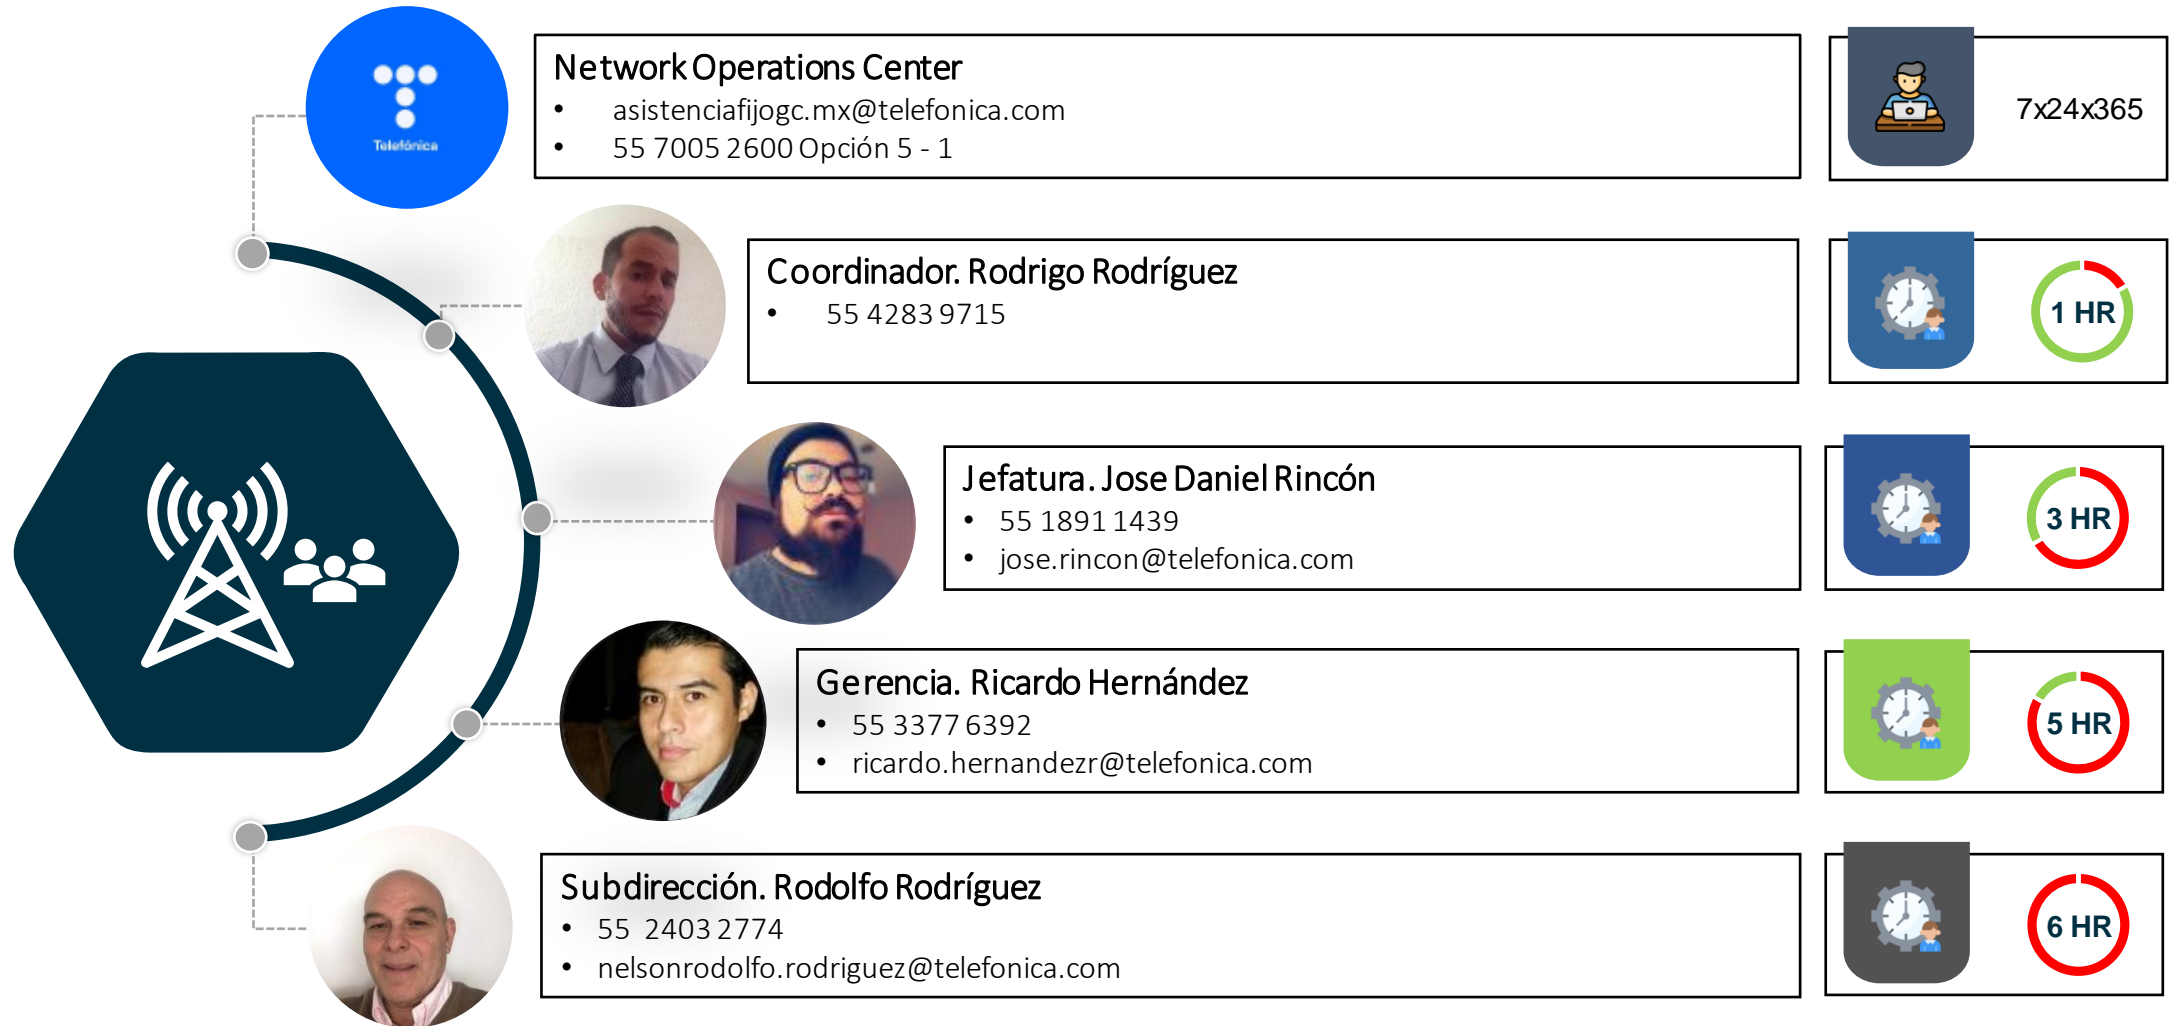 Telefónica
Network Operations Center
• asistenciafijogc.mx@telefonica.com
• 55 7005 2600 Opción 5 - 1
7x24x365
Coordinador. Rodrigo Rodríguez
• 55 4283 9715
1 HR
Jefatura. Jose Daniel Rincón
• 55 1891 1439
• jose.rincon@telefonica.com
3 HR
Gerencia. Ricardo Hernández
• 55 3377 6392
• ricardo.hernandezr@telefonica.com
5 HR
Subdirección. Rodolfo Rodríguez
• 55 2403 2774
• nelsonrodolfo.rodriguez@telefonica.com
6 HR